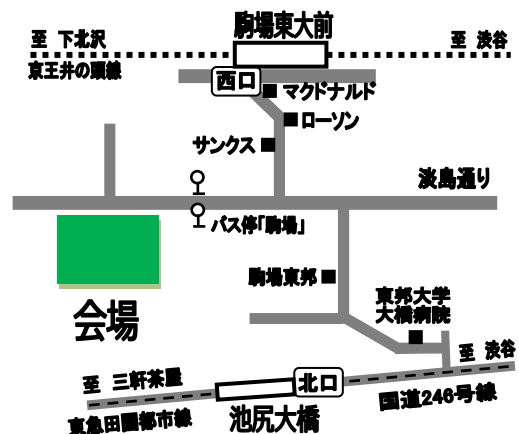 駒場東大前
至 下北沢
至 渋谷
京王井の頭線
西口
マクドナルド
ローソン
サンクス
淡島通り
バス停「駒場」
駒場東邦
東邦大学
大橋病院
会場
至 渋谷
至 三軒茶屋
北口
国道246号線
東急田園都市線
池尻大橋